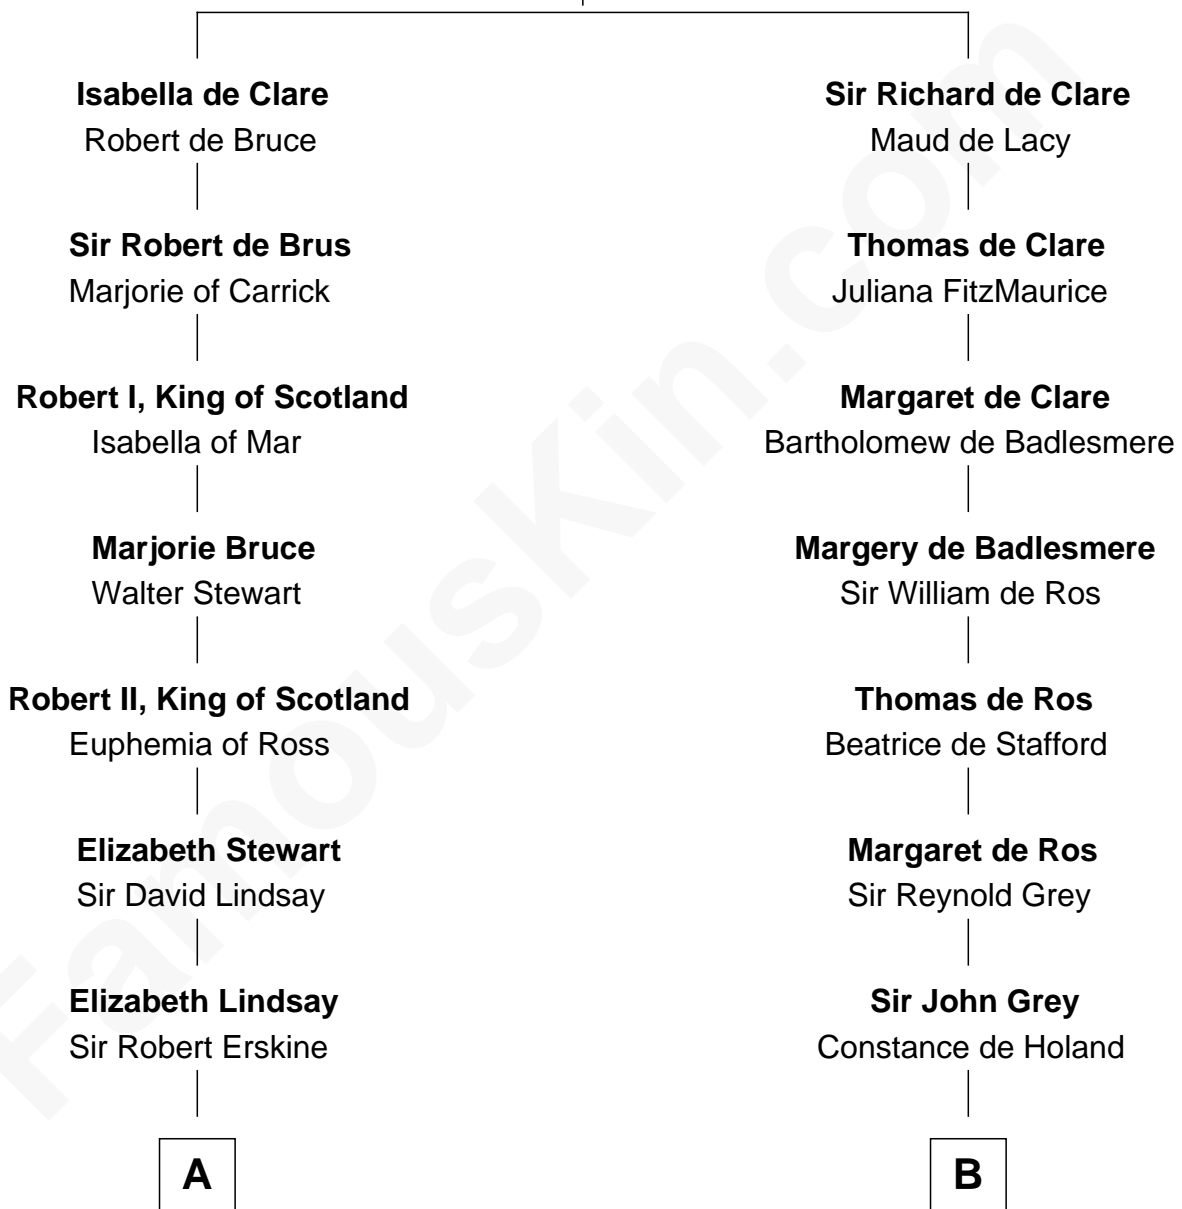 Isabella de Clare
Robert de Bruce
Sir Robert de Brus
Marjorie of Carrick
Robert I, King of Scotland
Isabella of Mar
Marjorie Bruce
Walter Stewart
Robert II, King of Scotland
Euphemia of Ross
Elizabeth Stewart
Sir David Lindsay
Elizabeth Lindsay
Sir Robert Erskine
A
Sir Richard de Clare
Maud de Lacy
Thomas de Clare
Juliana FitzMaurice
Margaret de Clare
Bartholomew de Badlesmere
Margery de Badlesmere
Sir William de Ros
Thomas de Ros
Beatrice de Stafford
Margaret de Ros
Sir Reynold Grey
Sir John Grey
Constance de Holand
B
FamousKin.com